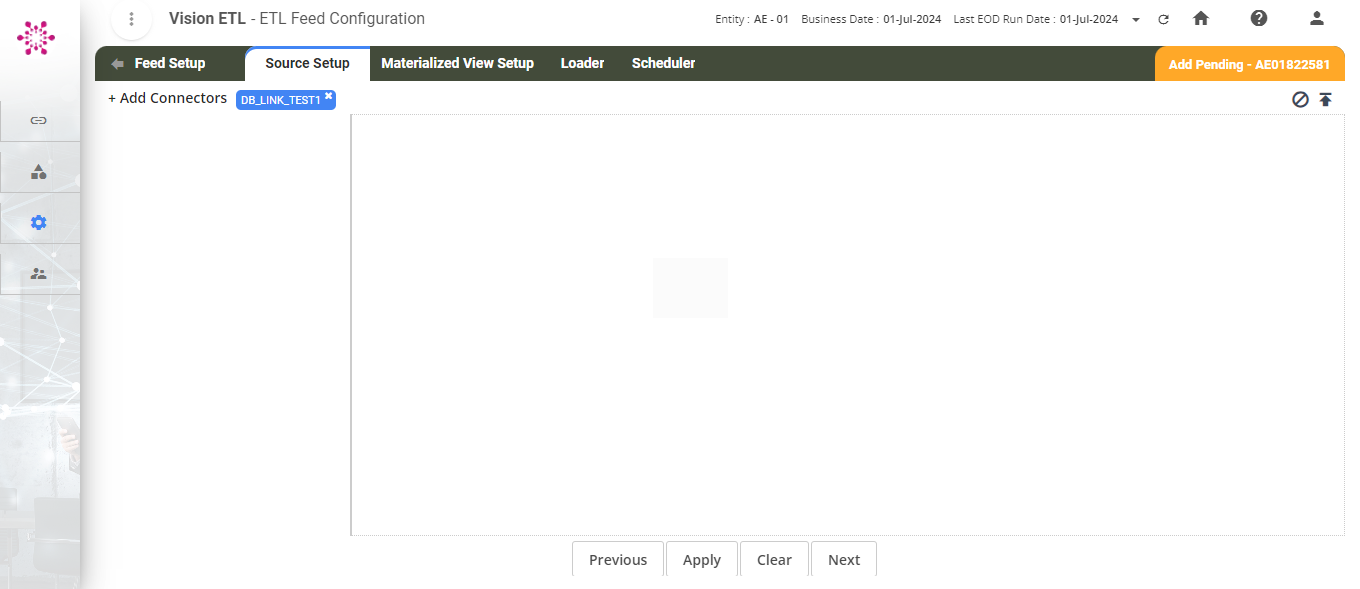 Vision ETL - ETL Feed Configuration
Entity : AE - 01 Business Date : 01-Jul-2024 Last EOD Run Date : 01-Jul-2024
Feed Setup Source Setup Materialized View Setup Loader Scheduler Add Pending - AE01822581
+ Add Connectors DB_LINK_TEST1
Previous Apply Clear Next